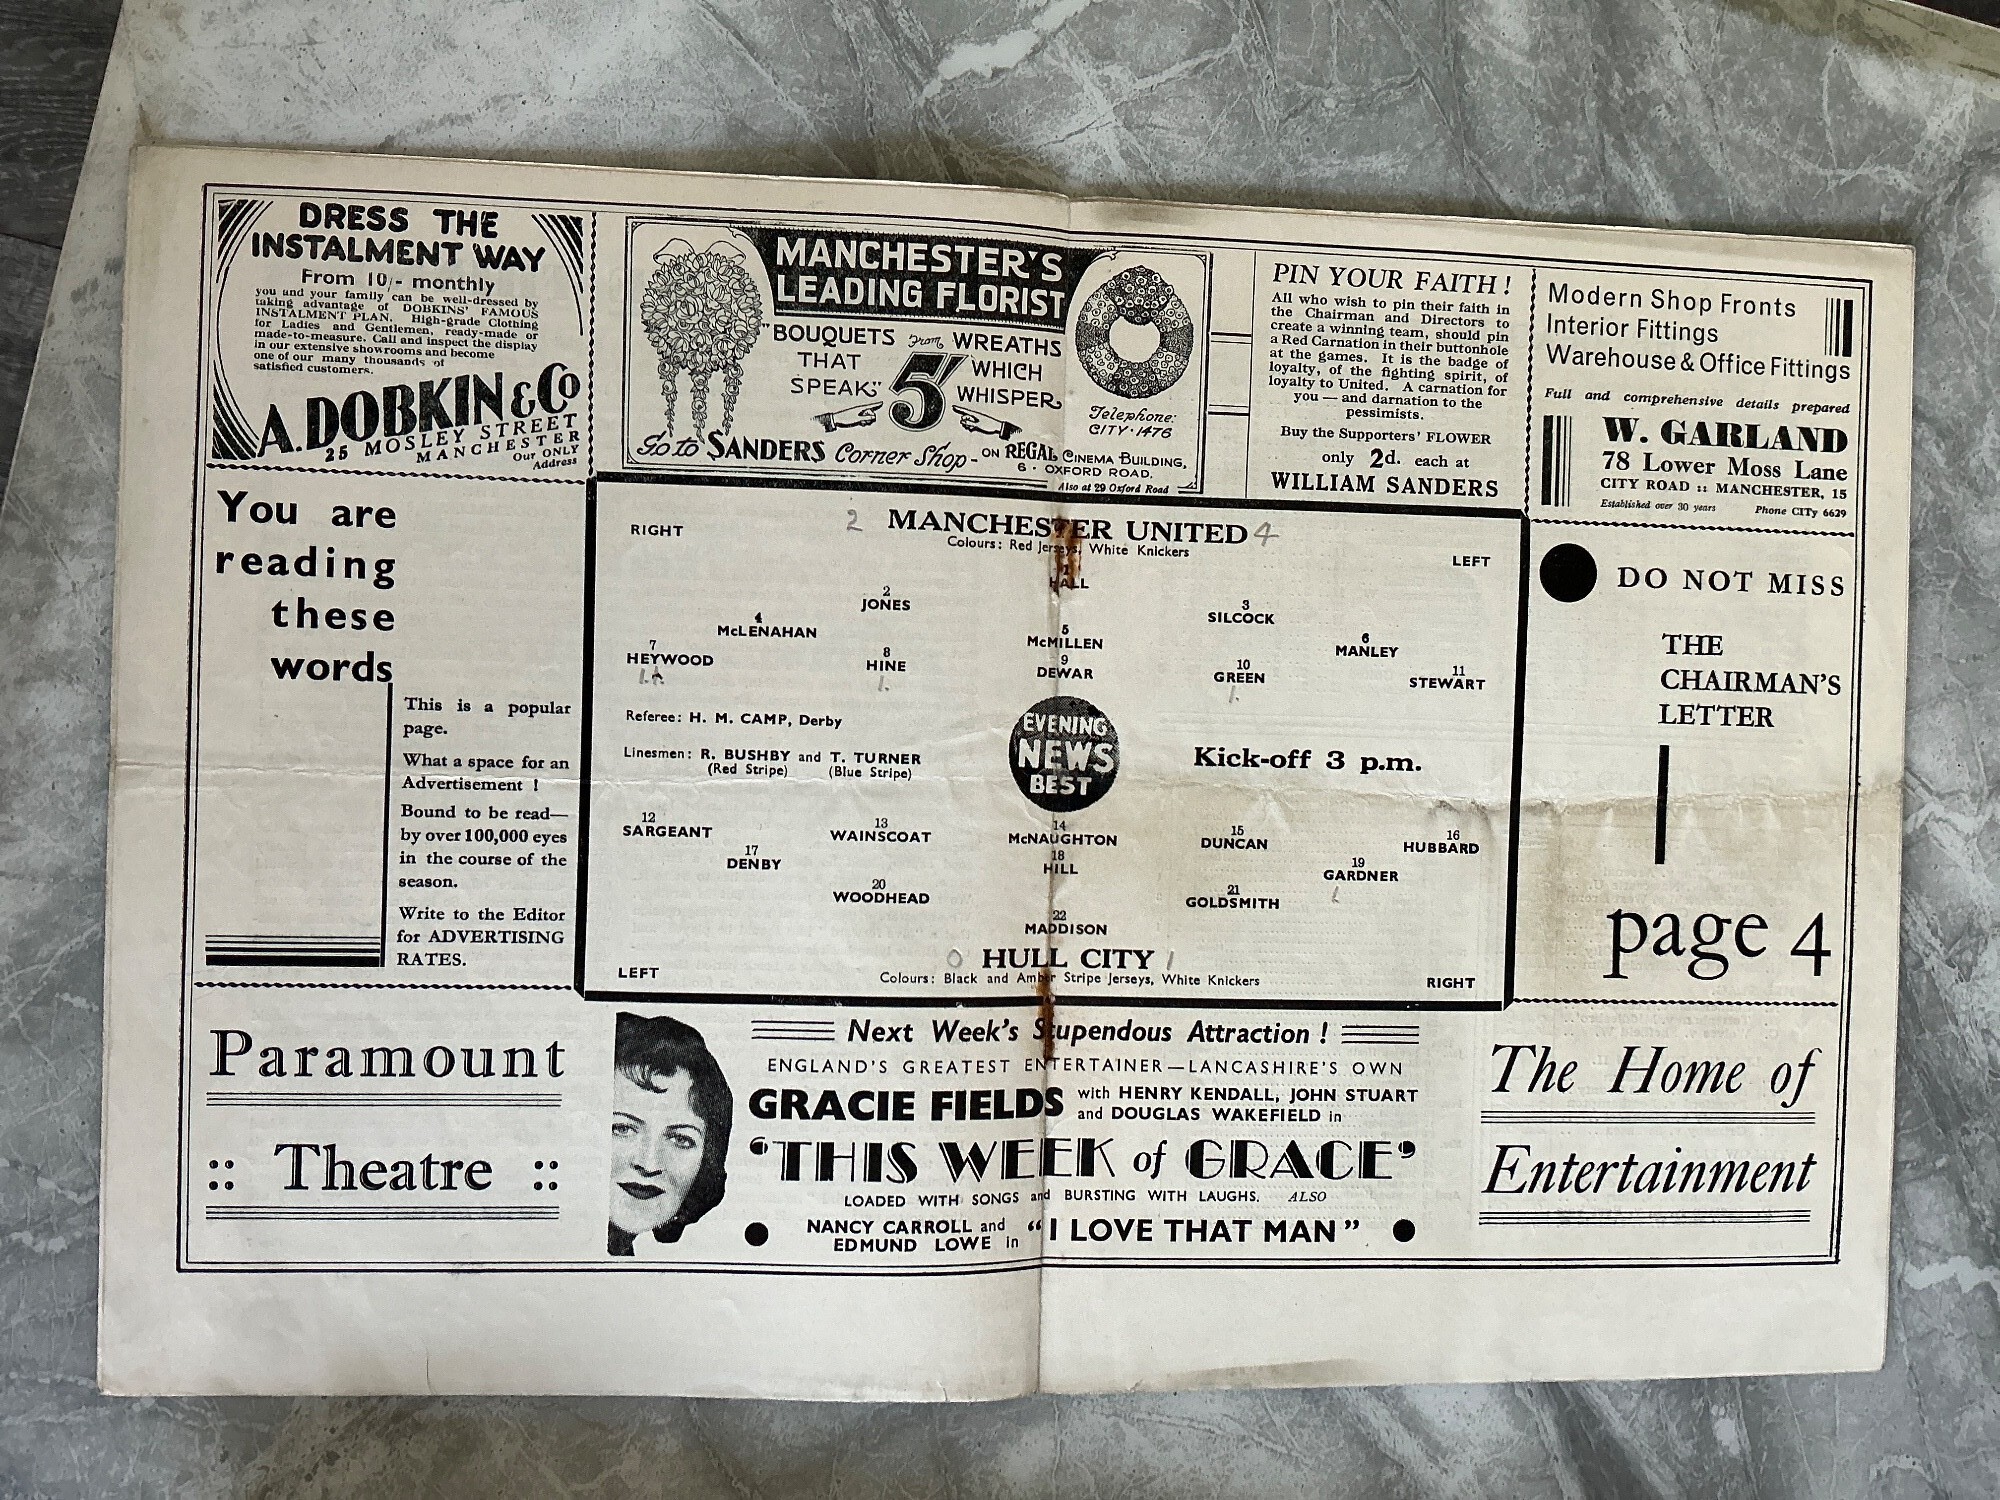 DRESS THE
INSTALMENT WAY
From 10/- monthly
you and your family can be well-dressed by
taking advantage of DOBKINS' FAMOUS
INSTALMENT PLAN. High-grade Clothing
for Ladies and Gentlemen, ready-made or
made-to-measure. Call and inspect the display
in our extensive showrooms and become
one of our many thousands of
satisfied customers.
A. DOBKIN & Co
25 MOSLEY STREET
MANCHESTER
Our ONLY
Address
MANCHESTER'S
LEADING FLORIST
"BOUQUETS from WREATHS
THAT 5/- WHICH
SPEAK" WHISPER
Telephone:
CITY·1476
Go to SANDERS Corner Shop - ON REGAL CINEMA BUILDING,
6 · OXFORD ROAD.
Also at 29 Oxford Road
PIN YOUR FAITH!
All who wish to pin their faith in
the Chairman and Directors to
create a winning team, should pin
a Red Carnation in their buttonhole
at the games. It is the badge of
loyalty, of the fighting spirit, of
loyalty to United. A carnation for
you — and darnation to the
pessimists.
Buy the Supporters' FLOWER
only 2d. each at
WILLIAM SANDERS
Modern Shop Fronts
Interior Fittings
Warehouse & Office Fittings
Full and comprehensive details prepared
W. GARLAND
78 Lower Moss Lane
CITY ROAD :: MANCHESTER, 15
Established over 30 years Phone CITy 6629
You are
reading
these
words
This is a popular
page.
What a space for an
Advertisement !
Bound to be read—
by over 100,000 eyes
in the course of the
season.
Write to the Editor
for ADVERTISING
RATES.
RIGHT 2 MANCHESTER UNITED 4 LEFT
Colours: Red Jerseys, White Knickers
1
HALL
2 3
JONES SILCOCK
4 5 6
McLENAHAN McMILLEN MANLEY
7 8 9 10 11
HEYWOOD HINE DEWAR GREEN STEWART
1.1. 1. 1.
Referee: H. M. CAMP, Derby
Linesmen: R. BUSHBY and T. TURNER
(Red Stripe) (Blue Stripe)
EVENING
NEWS
BEST
Kick-off 3 p.m.
12 13 14 15 16
SARGEANT WAINSCOAT McNAUGHTON DUNCAN HUBBARD
17 18 19
DENBY HILL GARDNER
1
20 21
WOODHEAD GOLDSMITH
22
MADDISON
LEFT 0 HULL CITY 1 RIGHT
Colours: Black and Amber Stripe Jerseys, White Knickers
DO NOT MISS
THE
CHAIRMAN'S
LETTER
page 4
Paramount
:: Theatre ::
Next Week's Stupendous Attraction !
ENGLAND'S GREATEST ENTERTAINER—LANCASHIRE'S OWN
GRACIE FIELDS with HENRY KENDALL, JOHN STUART
and DOUGLAS WAKEFIELD in
'THIS WEEK of GRACE'
LOADED WITH SONGS and BURSTING WITH LAUGHS. ALSO
NANCY CARROLL and
EDMUND LOWE in "I LOVE THAT MAN"
The Home of
Entertainment